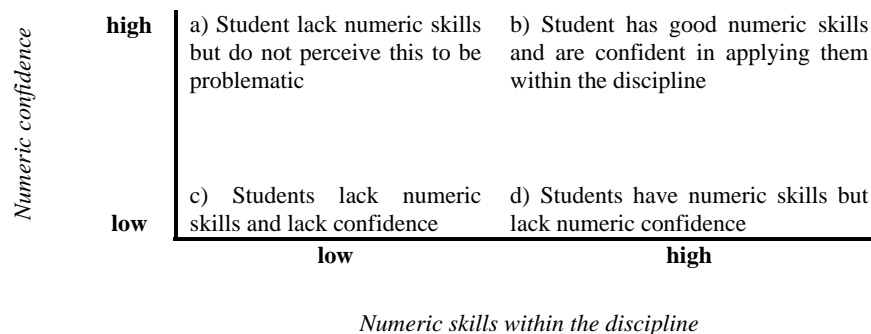 Numeric confidence
high
a) Student lack numeric skills
but do not perceive this to be
problematic
b) Student has good numeric skills
and are confident in applying them
within the discipline
low
c) Students lack numeric
skills and lack confidence
d) Students have numeric skills but
lack numeric confidence
low
high
Numeric skills within the discipline